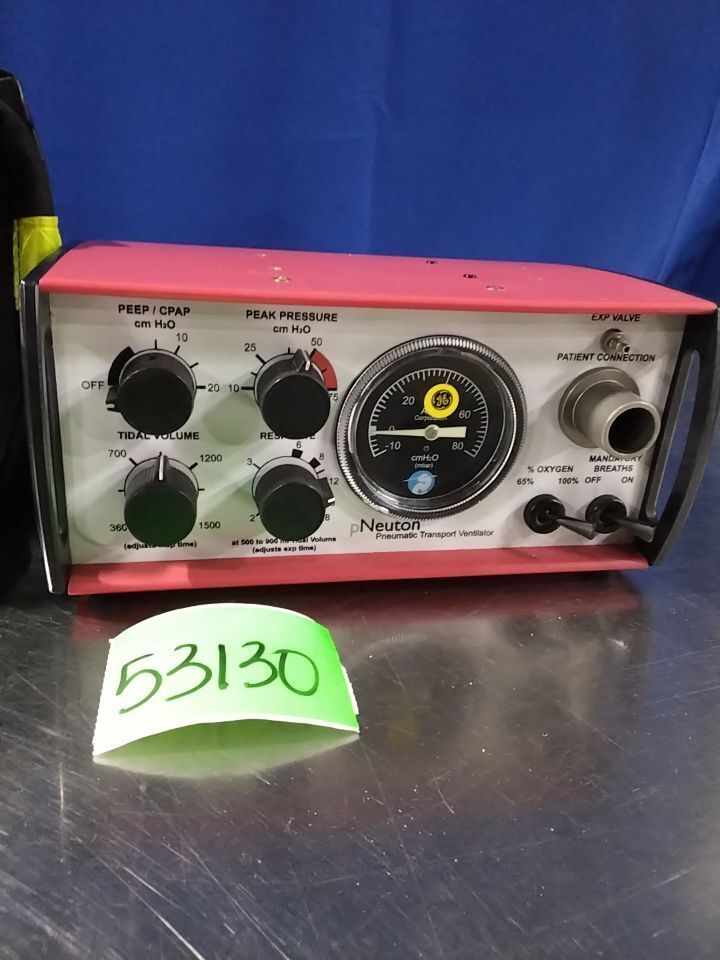 PEEP / CPAP
cm H₂O
10
OFF
20
PEAK PRESSURE
cm H₂O
25
50
10
75
EXP VALVE
PATIENT CONNECTION
20
60
0
-10
80
cmH₂O
(mbar)
TIDAL VOLUME
700
1200
360
1500
6
3
8
12
2
at 500 to 900
Tidal Volume
(adjusts exp time)
% OXYGEN
65%
100%
MANDATORY
BREATHS
OFF
ON
pNeuton
Pneumatic Transport Ventilator
53130